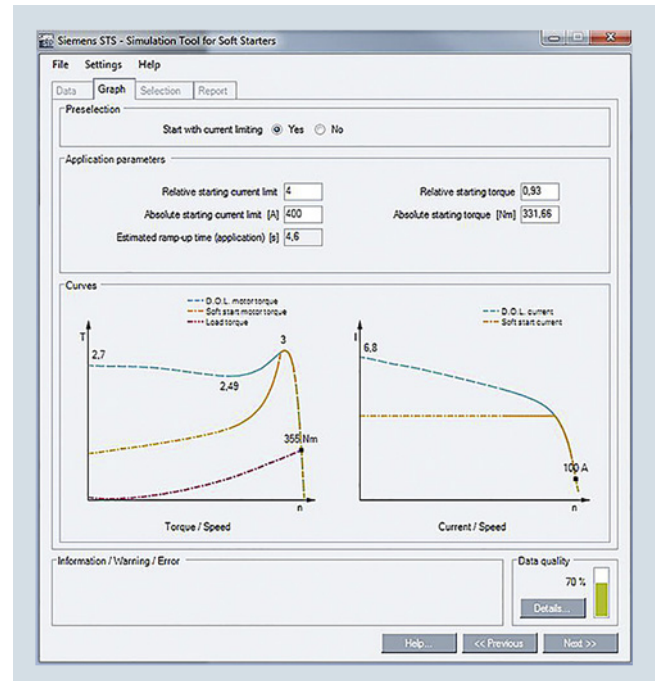 Siemens STS - Simulation Tool for Soft Starters
File Settings Help
Data Graph Selection Report
Preselection
Start with current limiting Yes No
Application parameters
Relative starting current limit 4 Relative starting torque 0,93
Absolute starting current limit [A] 400 Absolute starting torque [Nm] 331,66
Estimated ramp-up time (application) [s] 4,6
Curves
D.O.L. motor torque
Soft start motor torque
Load torque
T
2,7
2,49
3
355 Nm
n
Torque / Speed
D.O.L. current
Soft start current
I
6,8
100 A
n
Current / Speed
Information / Warning / Error
Data quality
70 %
Details...
Help... << Previous Next >>